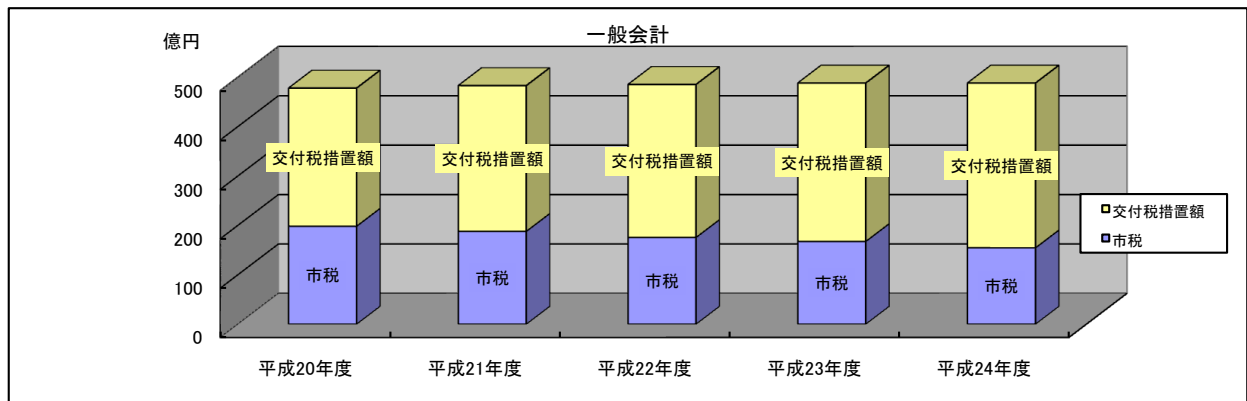 一般会計
億円
500
400
300
200
100
0
交付税措置額
交付税措置額
交付税措置額
交付税措置額
交付税措置額
市税
市税
市税
市税
市税
平成20年度
平成21年度
平成22年度
平成23年度
平成24年度
交付税措置額
市税